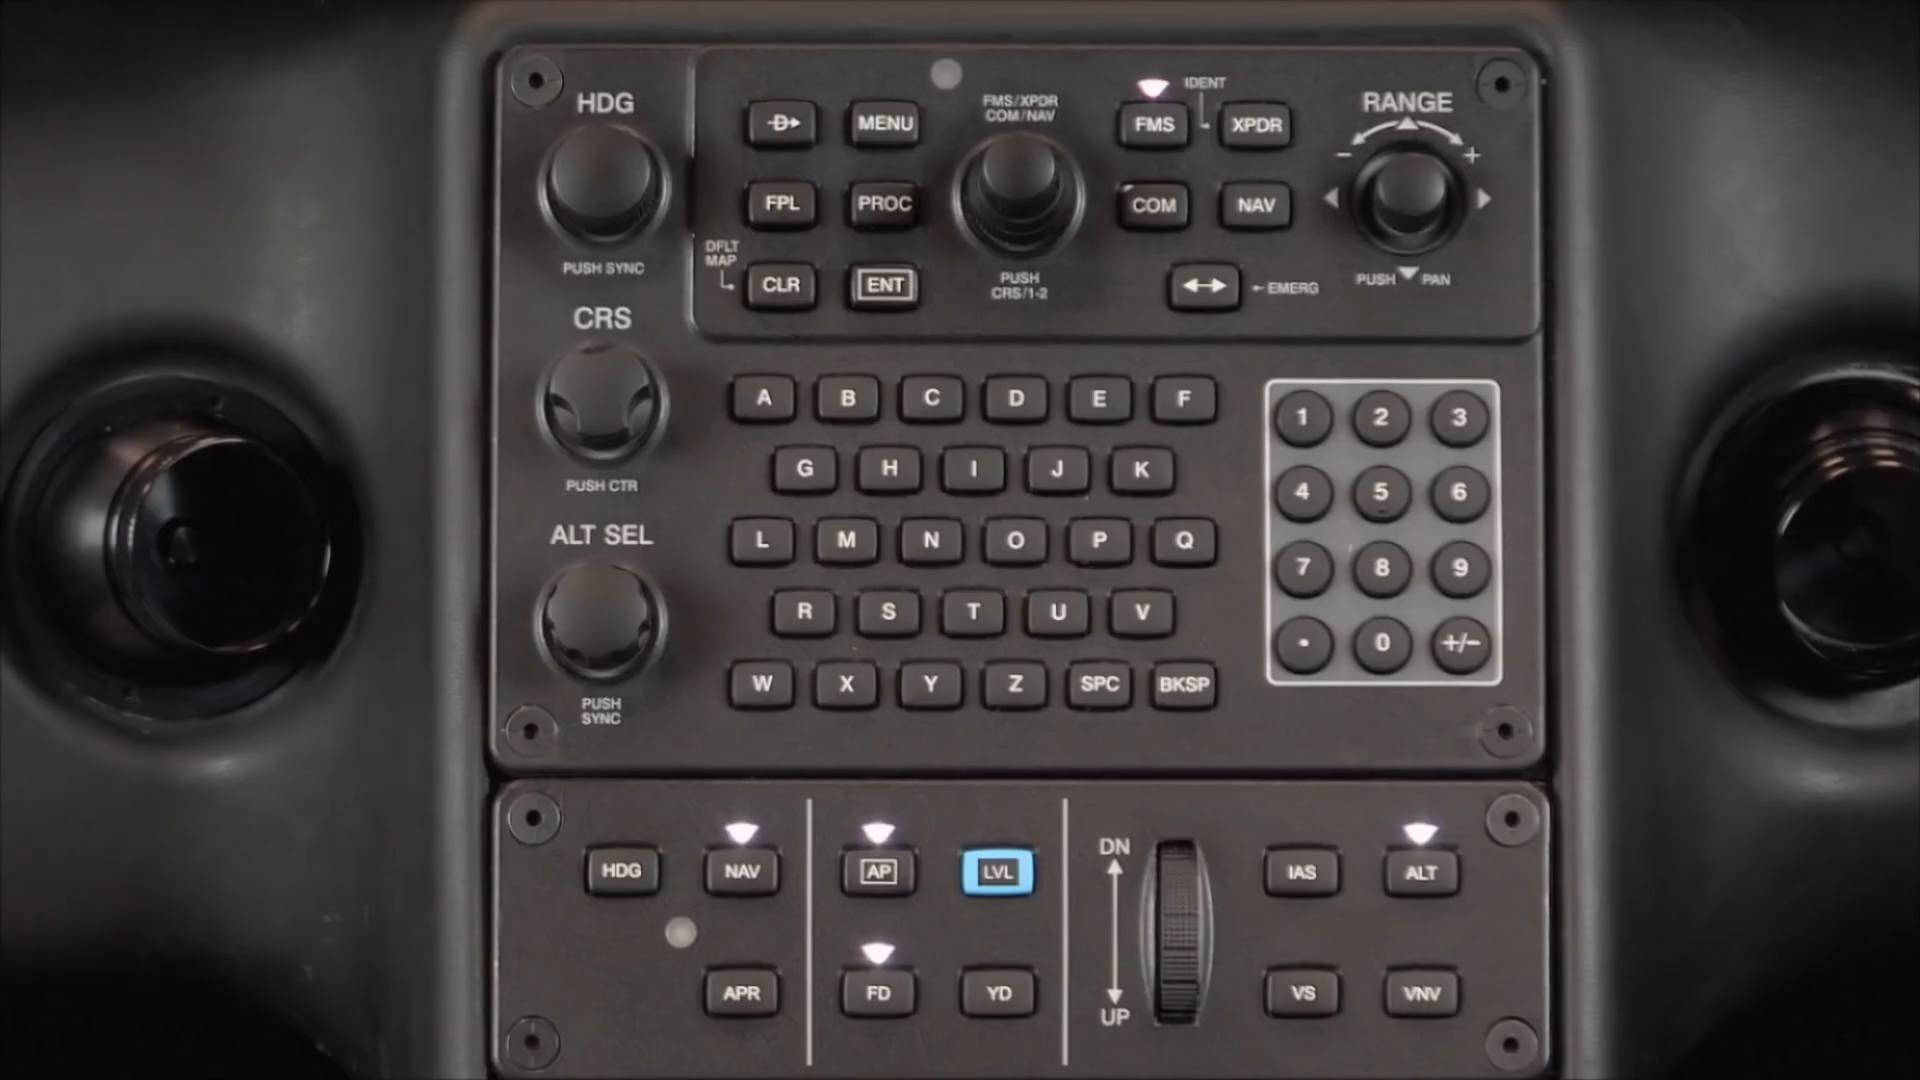 HDG
PUSH SYNC
CRS
PUSH CTR
ALT SEL
PUSH
SYNC
D
MENU
FPL
PROC
DFLT
MAP
CLR
ENT
FMS/XPDR
COM/NAV
PUSH
CRS/1-2
FMS
IDENT
XPDR
COM
NAV
EMERG
RANGE
- +
PUSH PAN
A B C D E F
G H I J K
L M N O P Q
R S T U V
W X Y Z SPC BKSP
1 2 3
4 5 6
7 8 9
. 0 +/-
HDG NAV
APR
AP LVL
FD YD
DN
UP
IAS ALT
VS VNV